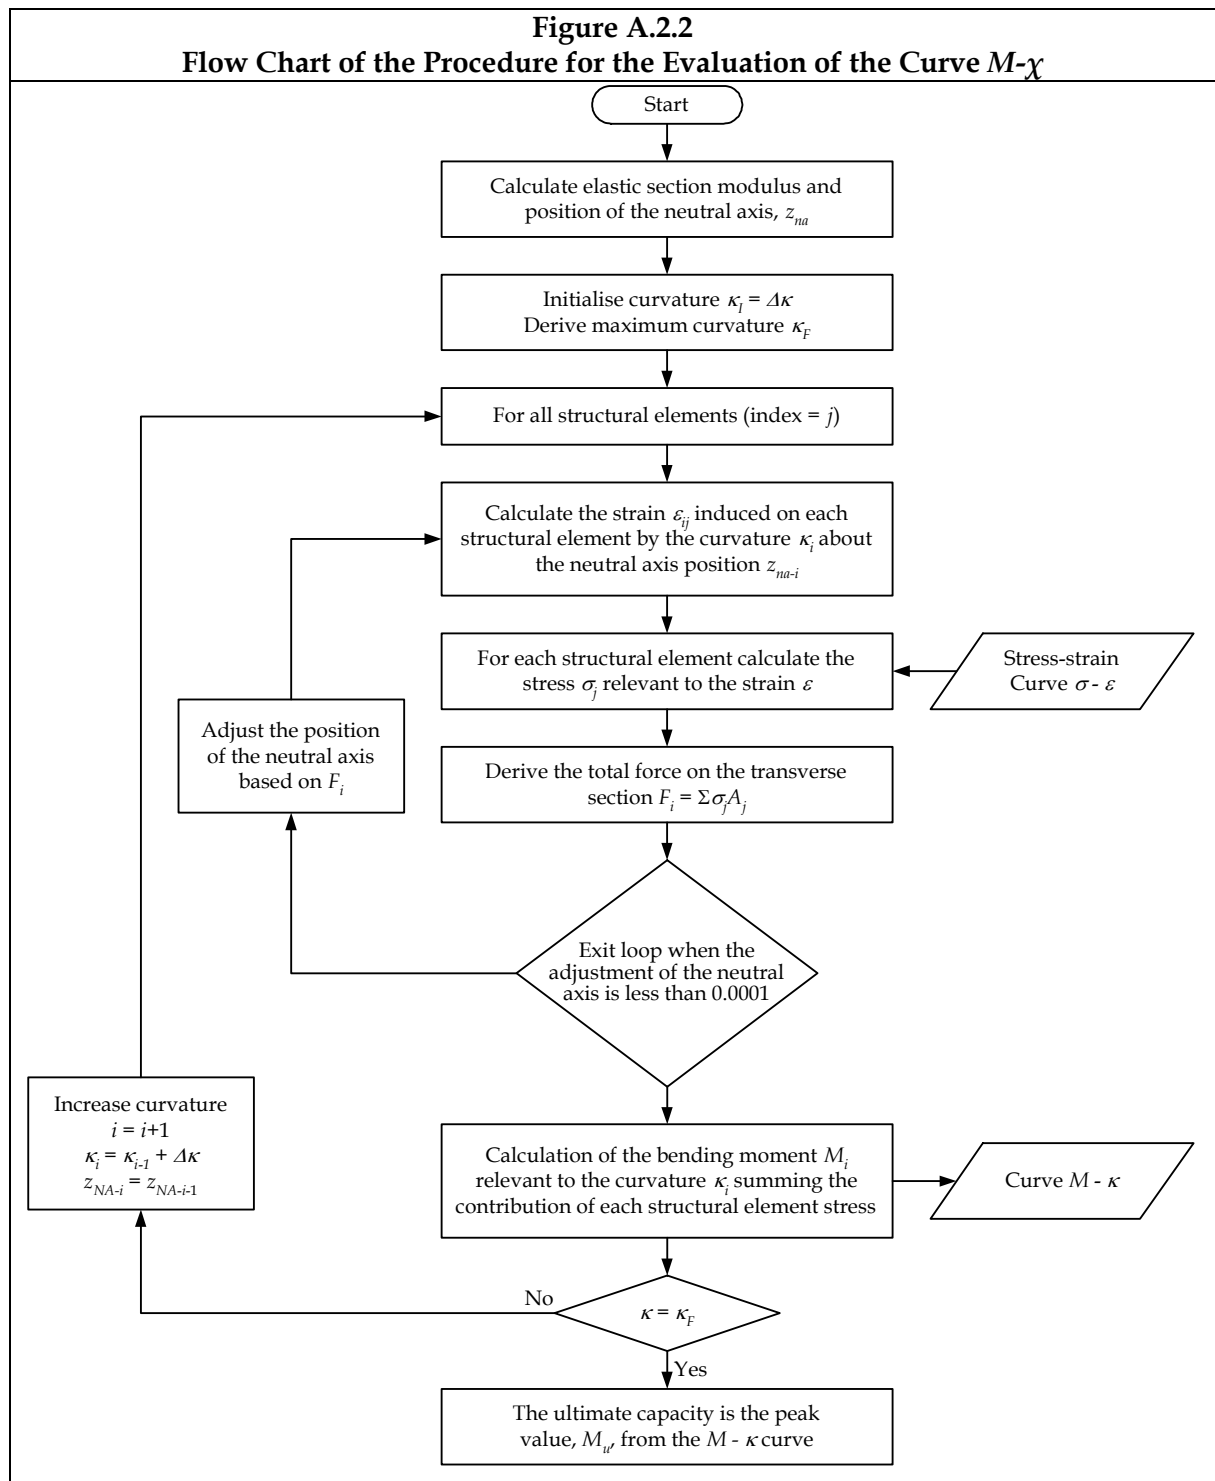 Figure A.2.2
Flow Chart of the Procedure for the Evaluation of the Curve M-χ
Start
Calculate elastic section modulus and
position of the neutral axis, z_na
Initialise curvature κ_I = Δκ
Derive maximum curvature κ_F
For all structural elements (index = j)
Calculate the strain ε_ij induced on each
structural element by the curvature κ_i about
the neutral axis position z_na-i
For each structural element calculate the
stress σ_j relevant to the strain ε
Stress-strain
Curve σ - ε
Adjust the position
of the neutral axis
based on F_i
Derive the total force on the transverse
section F_i = Σσ_jA_j
Exit loop when the
adjustment of the neutral
axis is less than 0.0001
Increase curvature
i = i+1
κ_i = κ_i-1 + Δκ
z_NA-i = z_NA-i-1
Calculation of the bending moment M_i
relevant to the curvature κ_i summing the
contribution of each structural element stress
Curve M - κ
No
κ = κ_F
Yes
The ultimate capacity is the peak
value, M_u, from the M - κ curve